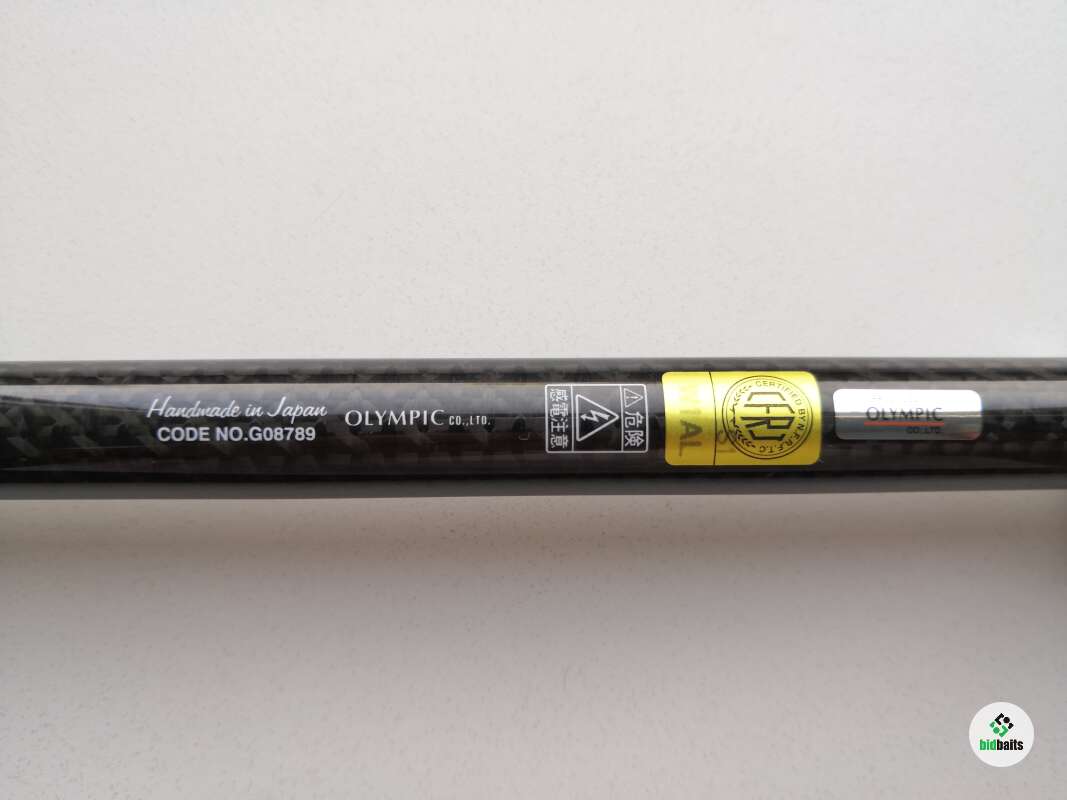 Handmade in Japan
CODE NO.G08789
OLYMPIC CO.,LTD.
危険
感電注意
CERTIFIED BY N.E.R.F.T.C
CFRJ
OLYMPIC
CO.,LTD.
bidbaits